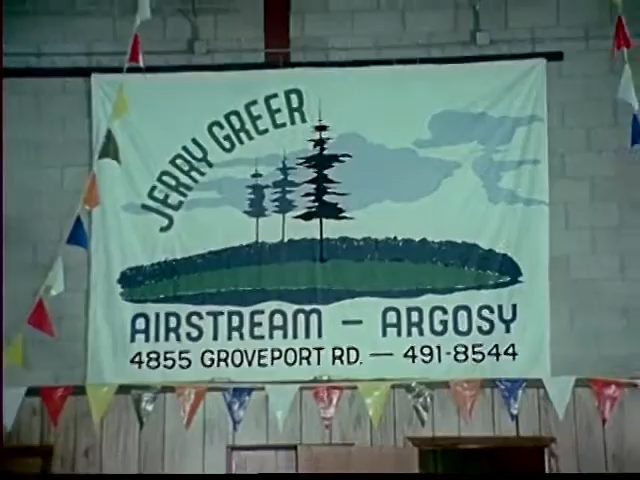 JERRY GREER
AIRSTREAM — ARGOSY
4855 GROVEPORT RD. — 491-8544